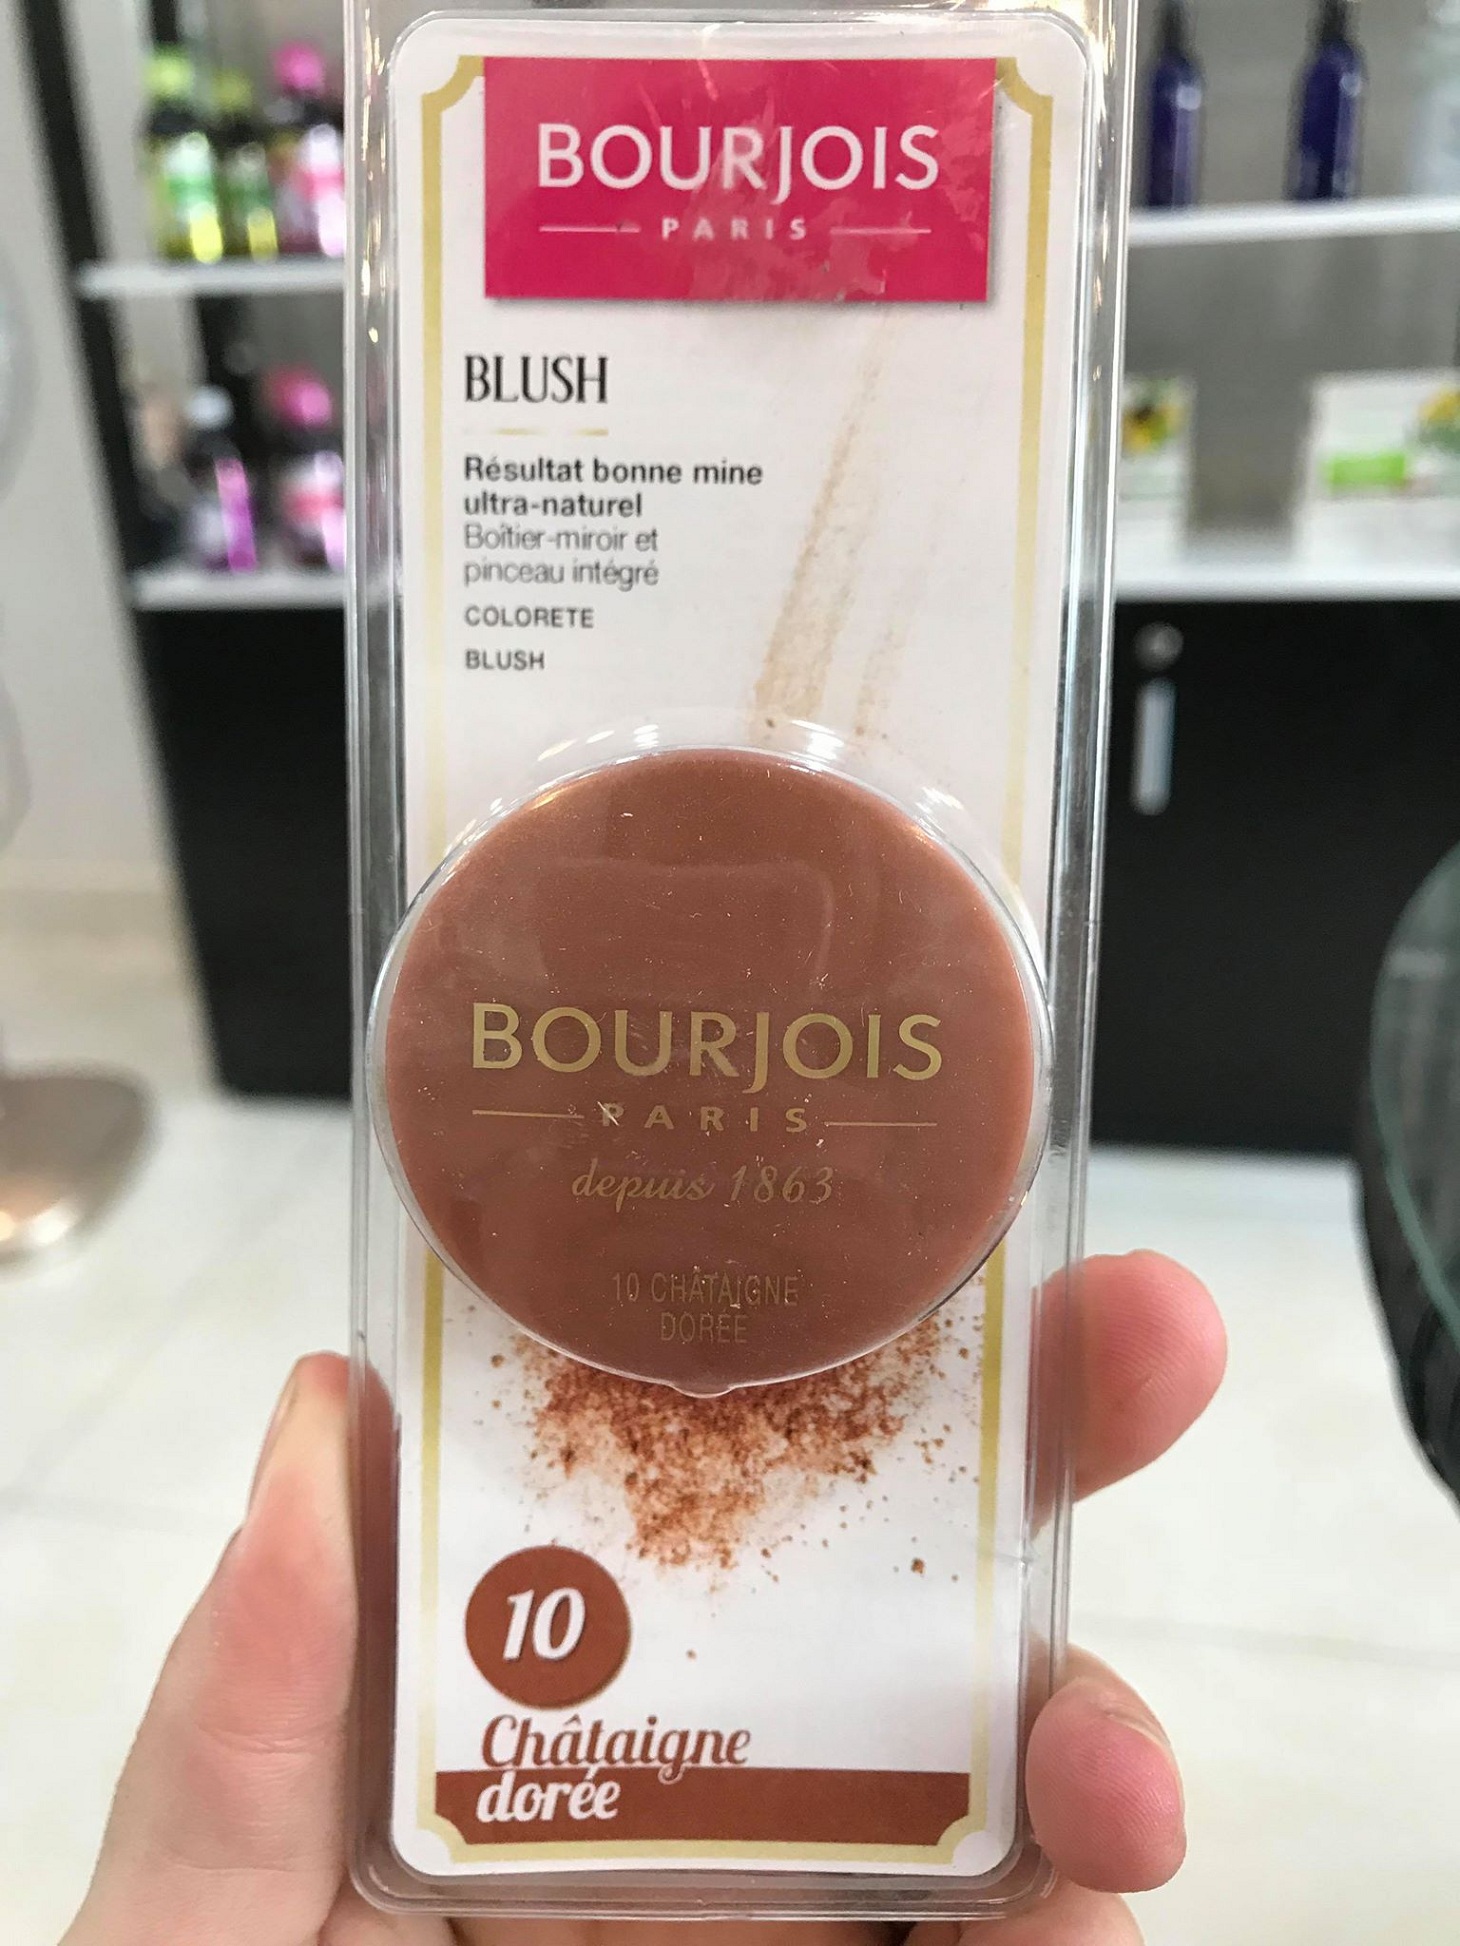 BOURJOIS
PARIS
BLUSH
Résultat bonne mine
ultra-naturel
Boîtier-miroir et
pinceau intégré
COLORETE
BLUSH
BOURJOIS
PARIS
depuis 1863
10 CHÂTAIGNE
DORÉE
10
Châtaigne
dorée